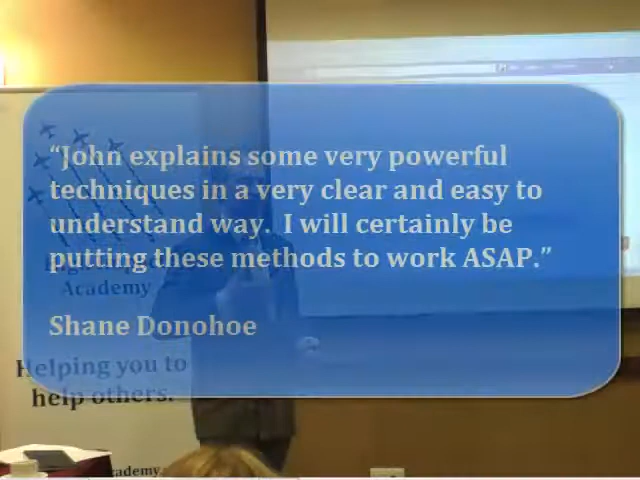 “John explains some very powerful
techniques in a very clear and easy to
understand way.  I will certainly be
putting these methods to work ASAP.”
Shane Donohoe
Academy
Helping you to
help others.